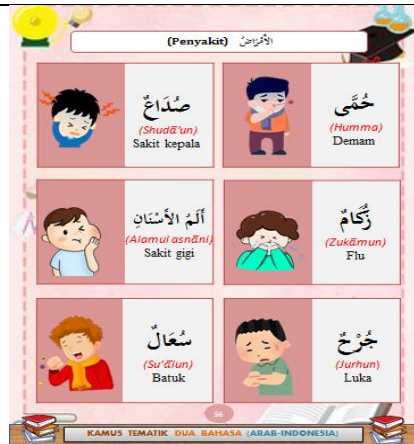 (Penyakit) الأَمْرَاضُ
صُدَاعٌ
(Shudā'un)
Sakit kepala
حُمَّى
(Humma)
Demam
أَلَمُ الأَسْنَانِ
(Alamul asnāni)
Sakit gigi
زُكَامٌ
(Zukāmun)
Flu
سُعَالٌ
(Su'ālun)
Batuk
جُرْحٌ
(Jurhun)
Luka
56
KAMUS TEMATIK DUA BAHASA (ARAB-INDONESIA)